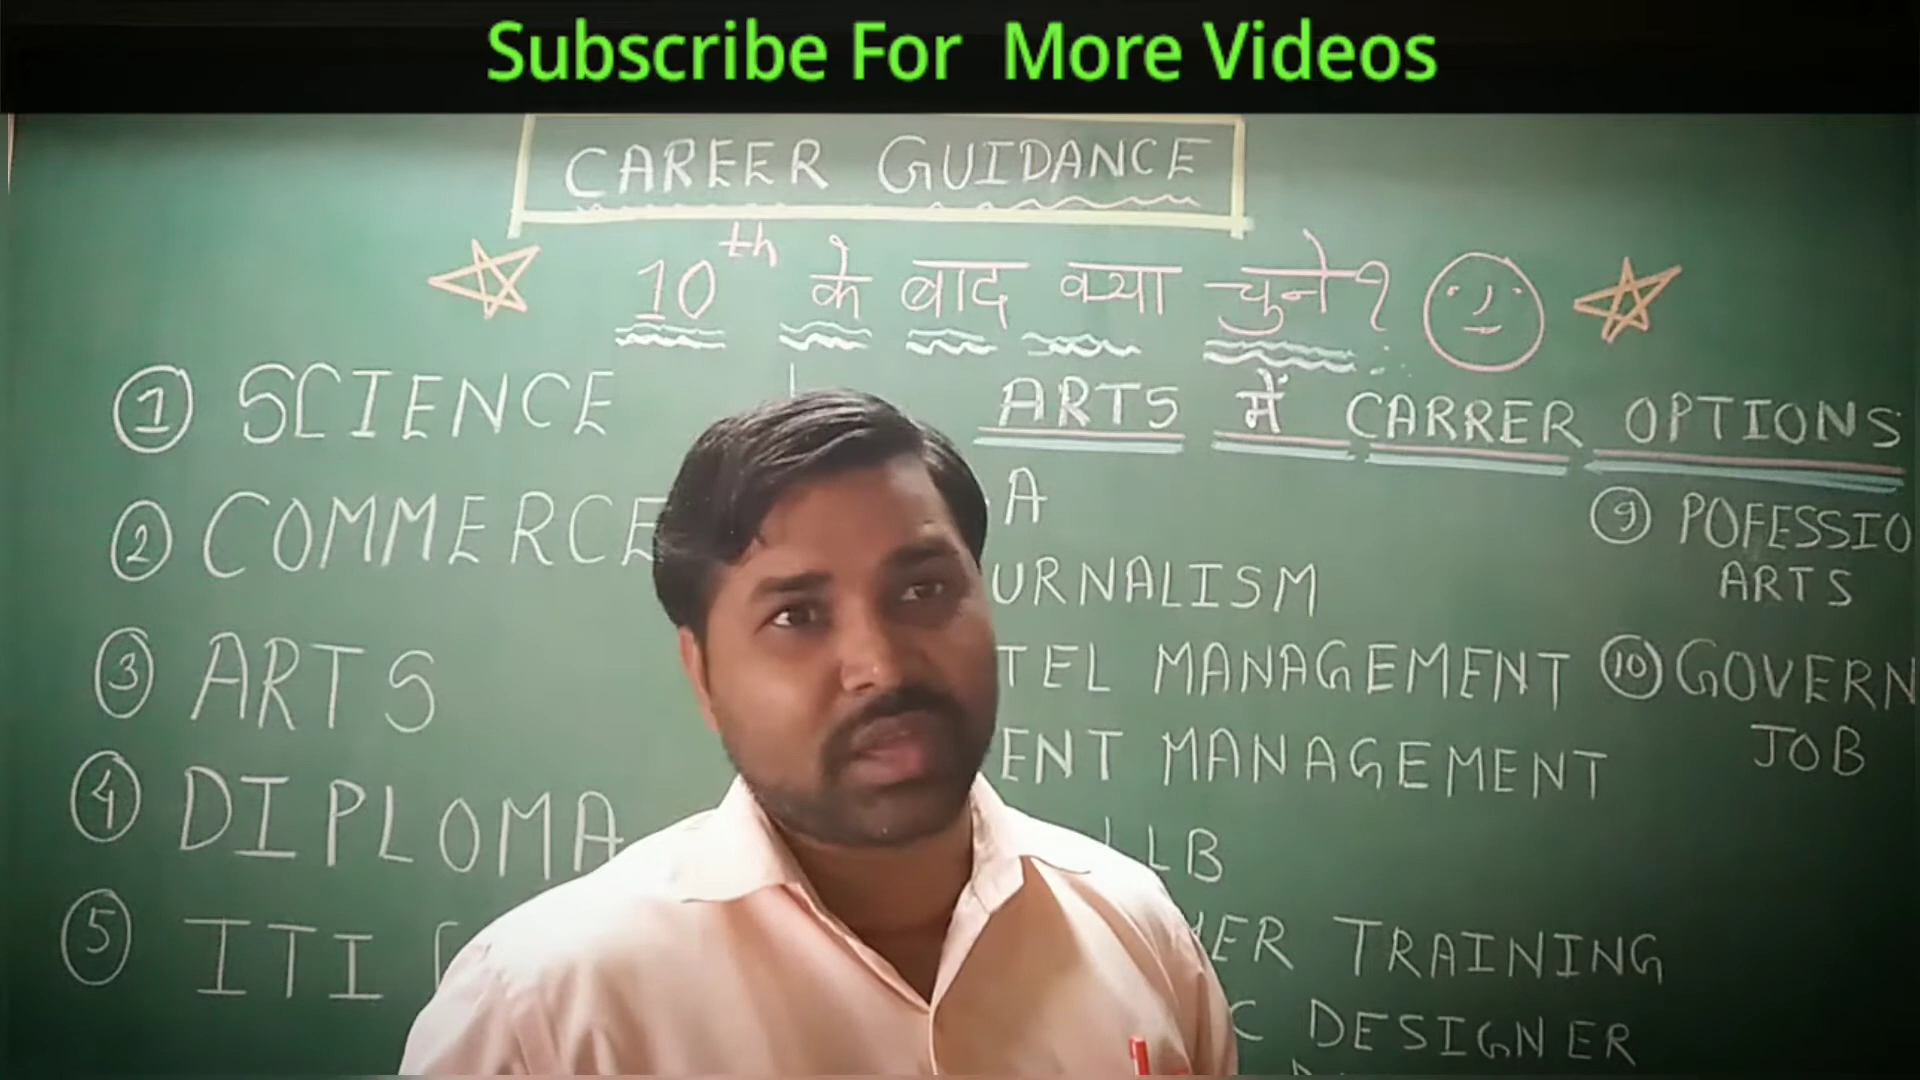 Subscribe For More Videos
CAREER GUIDANCE
10th के बाद क्या चुने?
① SCIENCE
② COMMERCE
③ ARTS
④ DIPLOMA
⑤ ITI
ARTS में CARRER OPTIONS
A
URNALISM
TEL MANAGEMENT
ENT MANAGEMENT
LLB
HER TRAINING
C DESIGNER
⑨ POFESSIO
ARTS
⑩ GOVERN
JOB